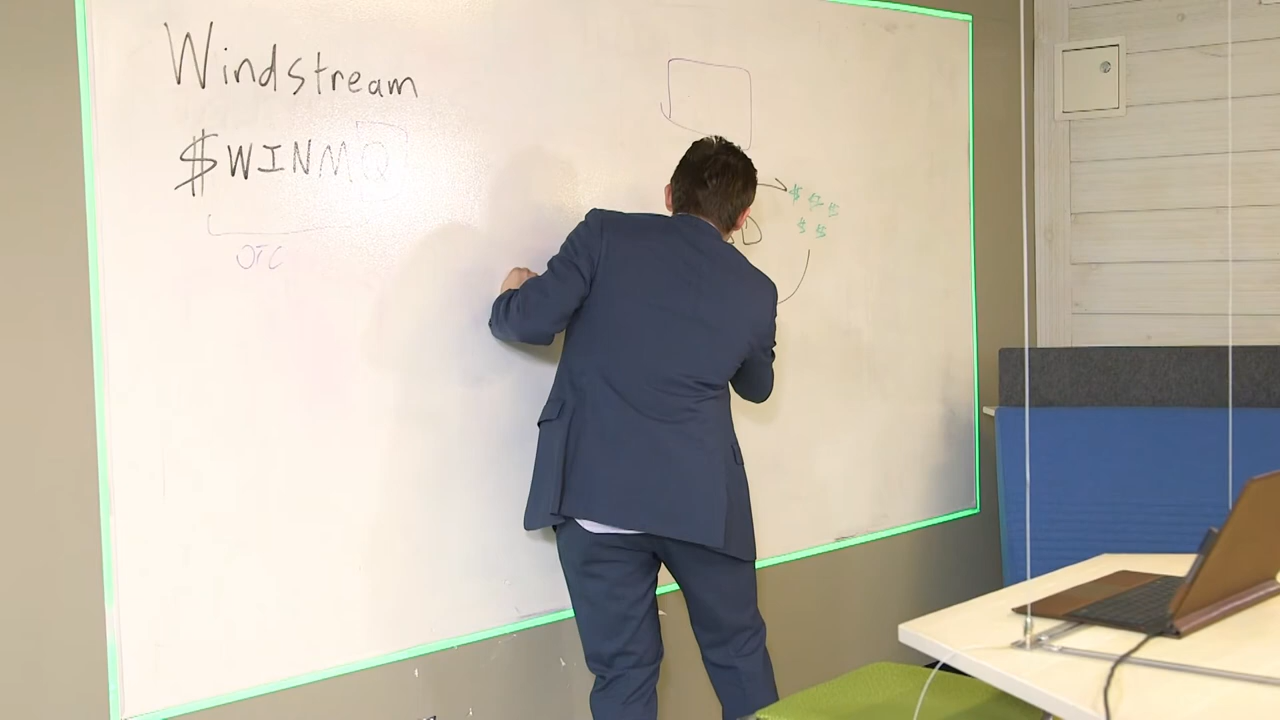 Windstream
$WINMQ
OTC
$ $ $
$ $
D